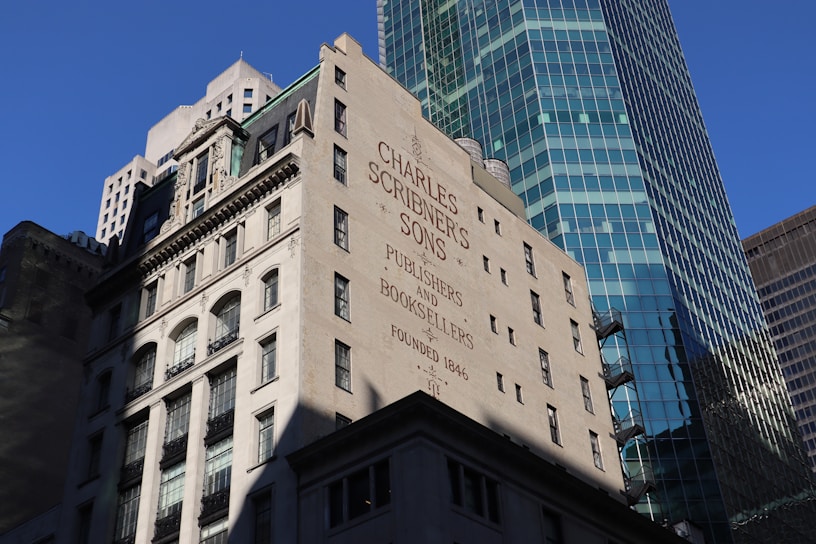 CHARLES
SCRIBNER'S
SONS
PUBLISHERS
AND
BOOKSELLERS
FOUNDED 1846